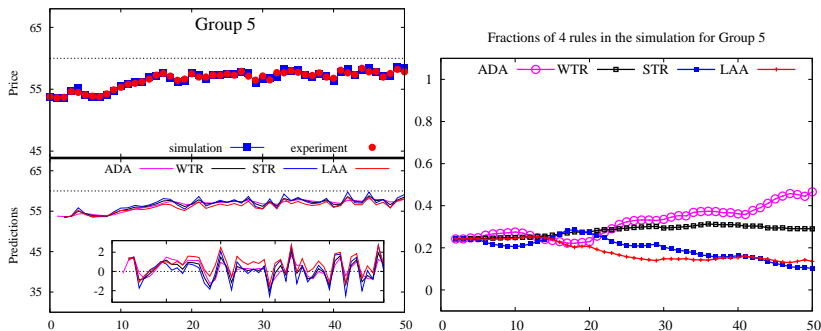 Group 5
65
55
45
Price
simulation experiment
ADA WTR STR LAA
65
55
45
35
Predictions
2
0
-2
0 10 20 30 40 50
Fractions of 4 rules in the simulation for Group 5
ADA WTR STR LAA
1
0.8
0.6
0.4
0.2
0
0 10 20 30 40 50